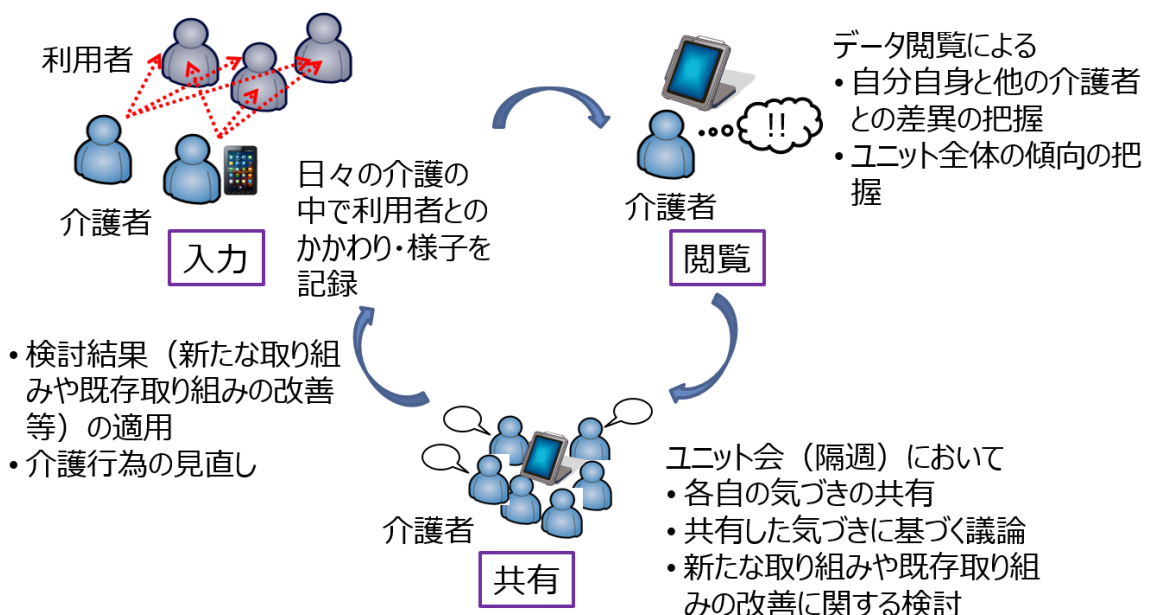 利用者
介護者
入力
日々の介護の
中で利用者との
かかわり・様子を
記録
!!
介護者
閲覧
データ閲覧による
• 自分自身と他の介護者
との差異の把握
• ユニット全体の傾向の把
握
• 検討結果（新たな取り組
みや既存取り組みの改善
等）の適用
• 介護行為の見直し
介護者
共有
ユニット会（隔週）において
• 各自の気づきの共有
• 共有した気づきに基づく議論
• 新たな取り組みや既存取り組
みの改善に関する検討